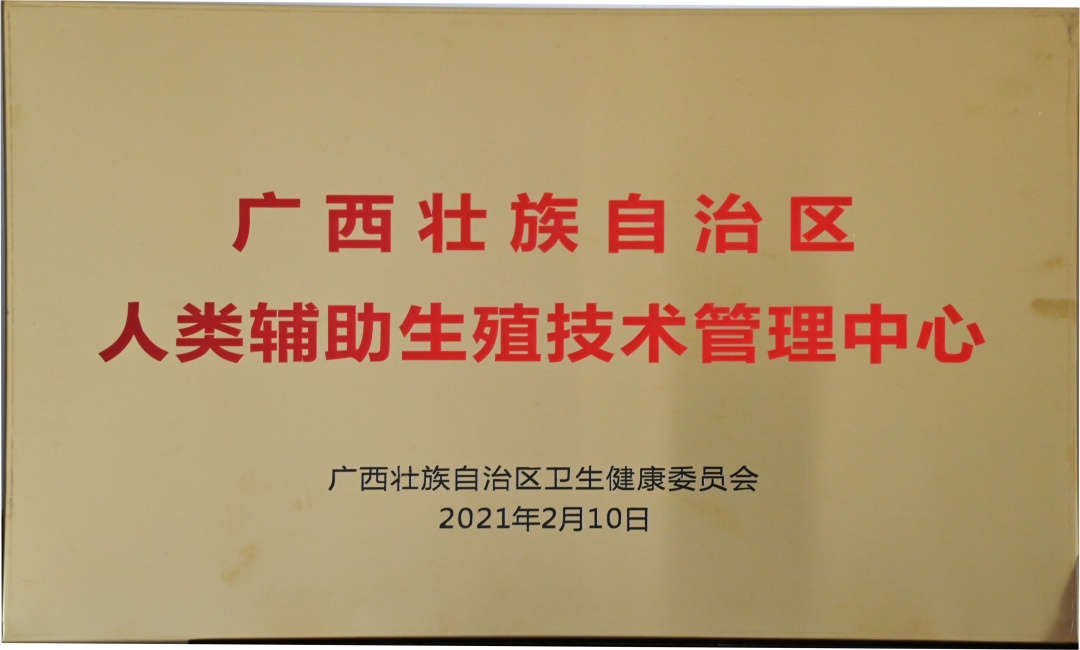 广西壮族自治区
人类辅助生殖技术管理中心
广西壮族自治区卫生健康委员会
2021年2月10日